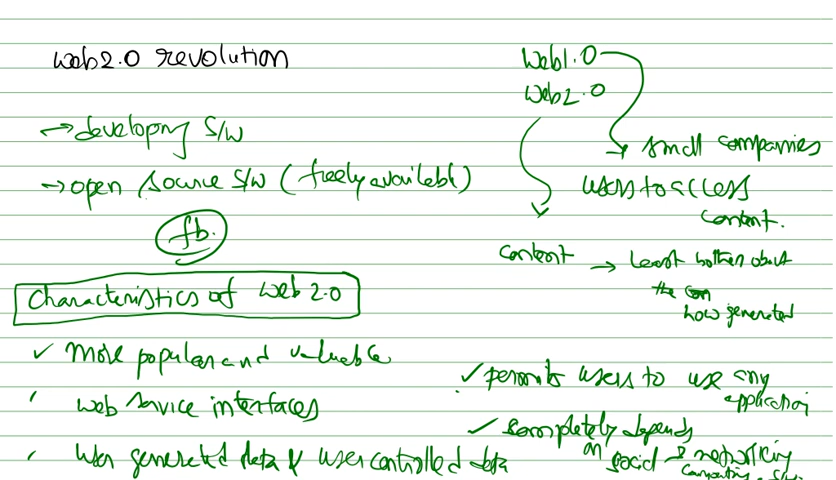 web2.0 revolution
→ developing S/W
→ open source S/W (freely available)
fb.
Web1.0
Web2.0
small companies
users to access
content.
content → Least bother about
the con
how generated
Characteristics of web 2.0
✓ More popular and valuable
web service interfaces
User generated data & user controlled data
✓ permits users to use any
application
✓ completely depends
on social networking